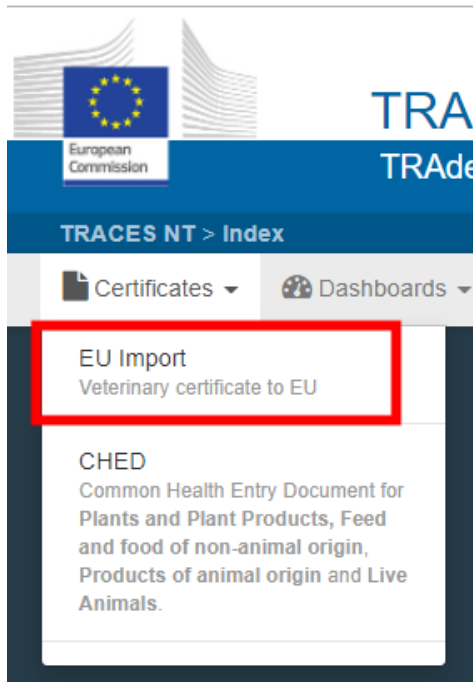 European
Commission
TRA
TRAde
TRACES NT > Index
Certificates
Dashboards
EU Import
Veterinary certificate to EU
CHED
Common Health Entry Document for
Plants and Plant Products, Feed
and food of non-animal origin,
Products of animal origin and Live
Animals.